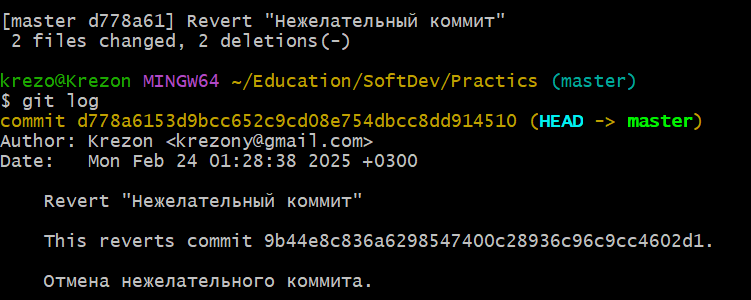 [master d778a61] Revert "Нежелательный коммит"
 2 files changed, 2 deletions(-)
krezo@Krezon MINGW64 ~/Education/SoftDev/Practics (master)
$ git log
commit d778a6153d9bcc652c9cd08e754dbcc8dd914510 (HEAD -> master)
Author: Krezon <krezony@gmail.com>
Date:   Mon Feb 24 01:28:38 2025 +0300
    Revert "Нежелательный коммит"
    This reverts commit 9b44e8c836a6298547400c28936c96c9cc4602d1.
    Отмена нежелательного коммита.